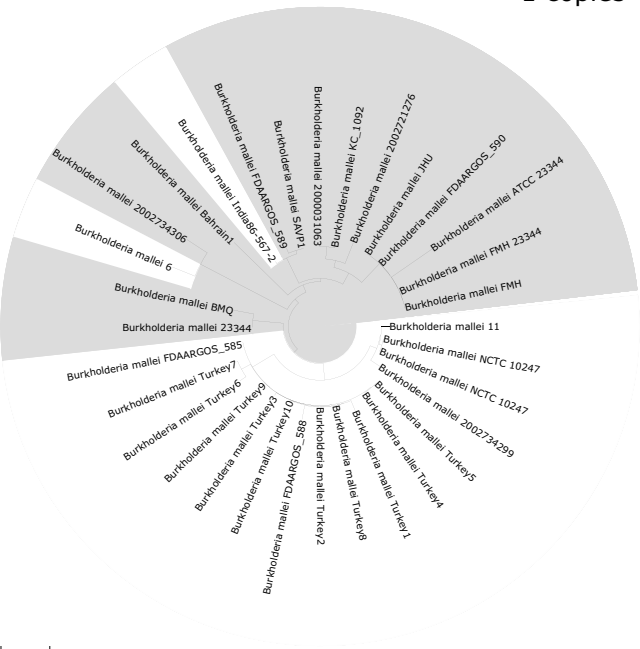 Burkholderia mallei FDAARGOS_589
Burkholderia mallei SAVP1
Burkholderia mallei 2000031063
Burkholderia mallei KC_1092
Burkholderia mallei 2002721276
Burkholderia mallei JHU
Burkholderia mallei FDAARGOS_590
Burkholderia mallei ATCC 23344
Burkholderia mallei FMH 23344
Burkholderia mallei FMH
Burkholderia mallei 11
Burkholderia mallei NCTC 10247
Burkholderia mallei NCTC 10247
Burkholderia mallei 2002734299
Burkholderia mallei Turkey5
Burkholderia mallei Turkey4
Burkholderia mallei Turkey1
Burkholderia mallei Turkey8
Burkholderia mallei Turkey2
Burkholderia mallei FDAARGOS_588
Burkholderia mallei Turkey10
Burkholderia mallei Turkey3
Burkholderia mallei Turkey9
Burkholderia mallei Turkey6
Burkholderia mallei Turkey7
Burkholderia mallei FDAARGOS_585
Burkholderia mallei 23344
Burkholderia mallei BMQ
Burkholderia mallei 6
Burkholderia mallei 2002734306
Burkholderia mallei Bahrain1
Burkholderia mallei India86-567-2